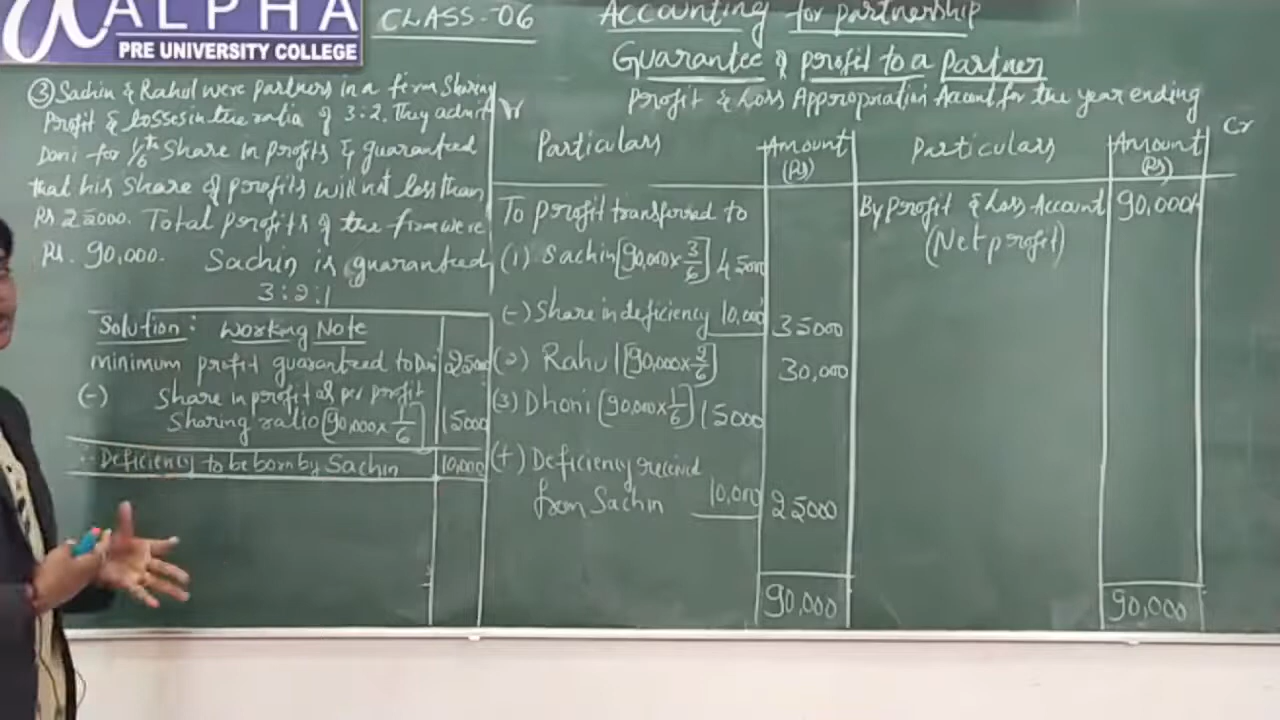 ALPHA
PRE UNIVERSITY COLLEGE
CLASS-06
Accounting for partnership
Guarantee of profit to a Partner
③ Sachin & Rahul were partners in a firm Sharing
Profit & losses in the ratio of 3:2. They admit
Doni for 1/6th Share in profits & guaranteed
that his Share of profits will not less than
Rs 25000. Total profits of the firm were
Rs. 90,000. Sachin is guaranteed
3:2:1
Solution: Working Note
minimum profit guaranteed to Doni 25000
(-) Share in profit as per profit
Sharing ratio [90,000 x 1/6] 15000
∴ Deficiency to be born by Sachin 10,000
Profit & Loss Appropriation Account for the year ending
Cr
Particulars Amount (Rs) Particulars Amount (Rs)
To profit transferred to By Profit & Loss Account 90,000
(Net profit)
(1) Sachin [90,000 x 3/6] 45000
(-) Share in deficiency 10,000 35000
(2) Rahul [90,000 x 2/6] 30,000
(3) Dhoni [90,000 x 1/6] 15000
(+) Deficiency received
from Sachin 10,000 25000
90,000 90,000